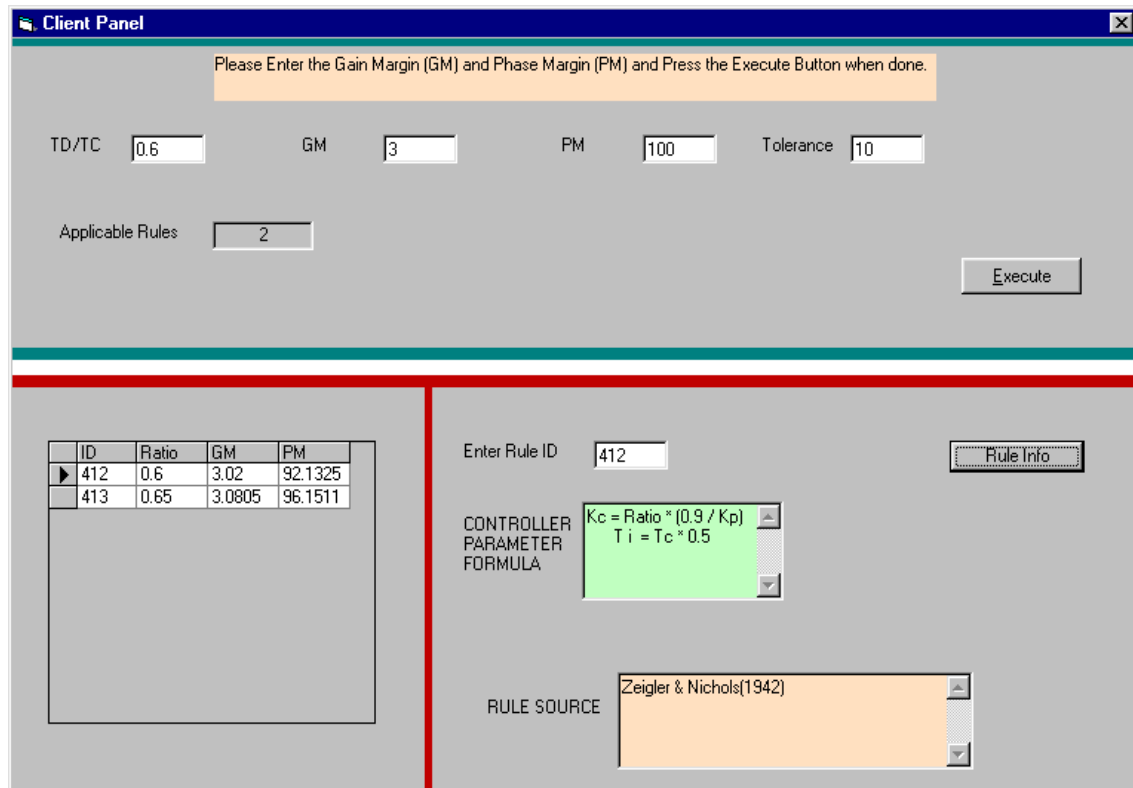 Client Panel
Please Enter the Gain Margin (GM) and Phase Margin (PM) and Press the Execute Button when done.
TD/TC 0.6 GM 3 PM 100 Tolerance 10
Applicable Rules 2
Execute
ID Ratio GM PM
412 0.6 3.02 92.1325
413 0.65 3.0805 96.1511
Enter Rule ID 412 Rule Info
CONTROLLER
PARAMETER
FORMULA
Kc = Ratio * (0.9 / Kp)
T i = Tc * 0.5
RULE SOURCE
Zeigler & Nichols(1942)